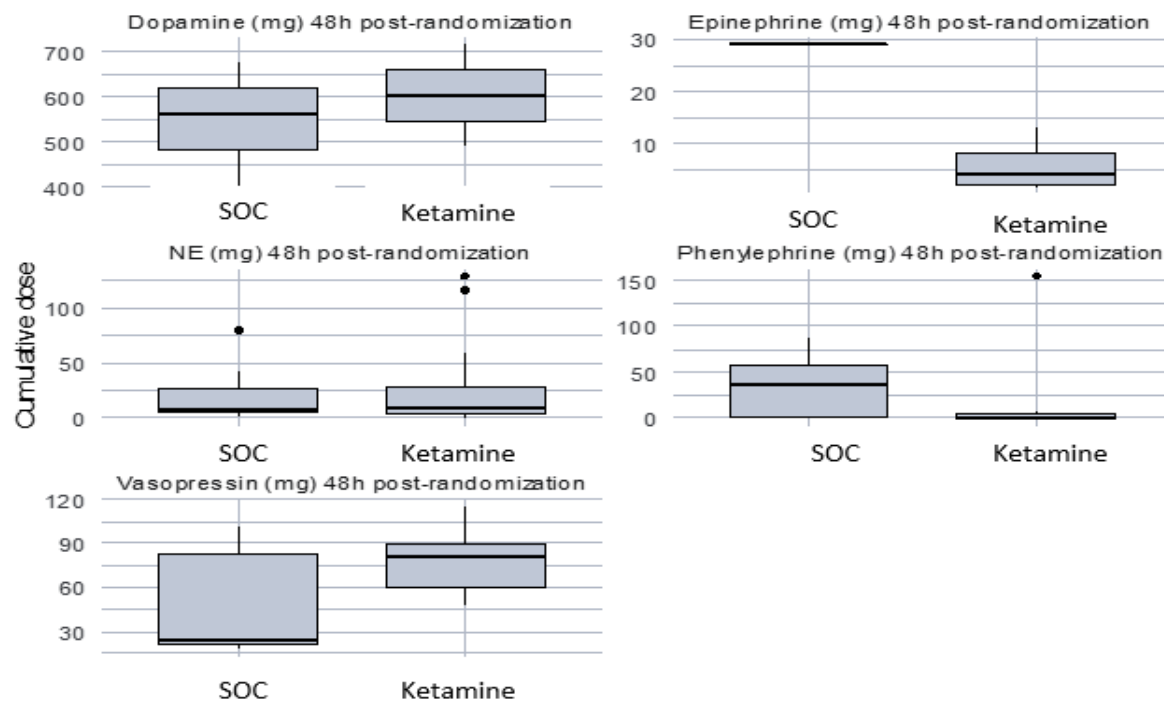 Dopamine (mg) 48h post-randomization
700
600
500
400
SOC Ketamine
Epinephrine (mg) 48h post-randomization
30
10
SOC Ketamine
Cumulative dose
NE (mg) 48h post-randomization
100
50
0
SOC Ketamine
Phenylephrine (mg) 48h post-randomization
150
100
50
0
SOC Ketamine
Vasopressin (mg) 48h post-randomization
120
90
60
30
SOC Ketamine